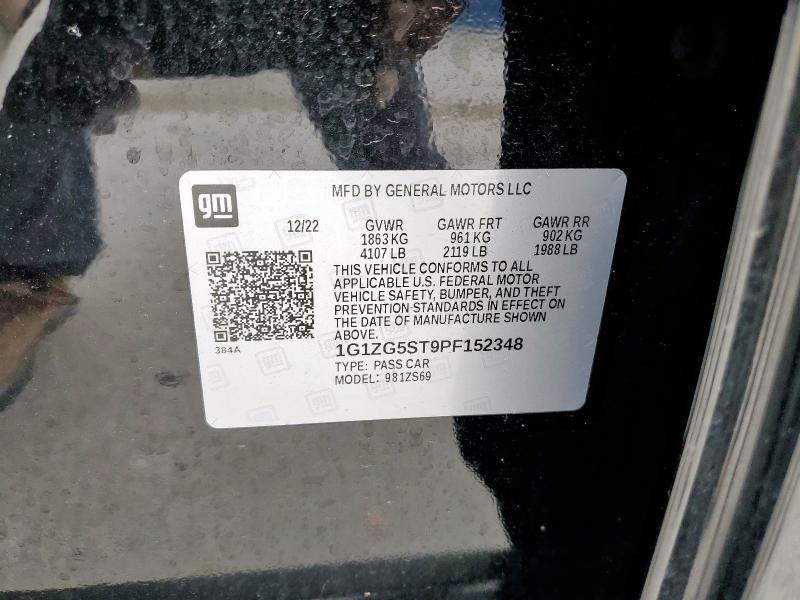 MFD BY GENERAL MOTORS LLC
gm
12/22 GVWR GAWR FRT GAWR RR
1863 KG 961 KG 902 KG
4107 LB 2119 LB 1988 LB
THIS VEHICLE CONFORMS TO ALL
APPLICABLE U.S. FEDERAL MOTOR
VEHICLE SAFETY, BUMPER, AND THEFT
PREVENTION STANDARDS IN EFFECT ON
THE DATE OF MANUFACTURE SHOWN
ABOVE.
384A
1G1ZG5ST9PF152348
TYPE: PASS CAR
MODEL: 981ZS69